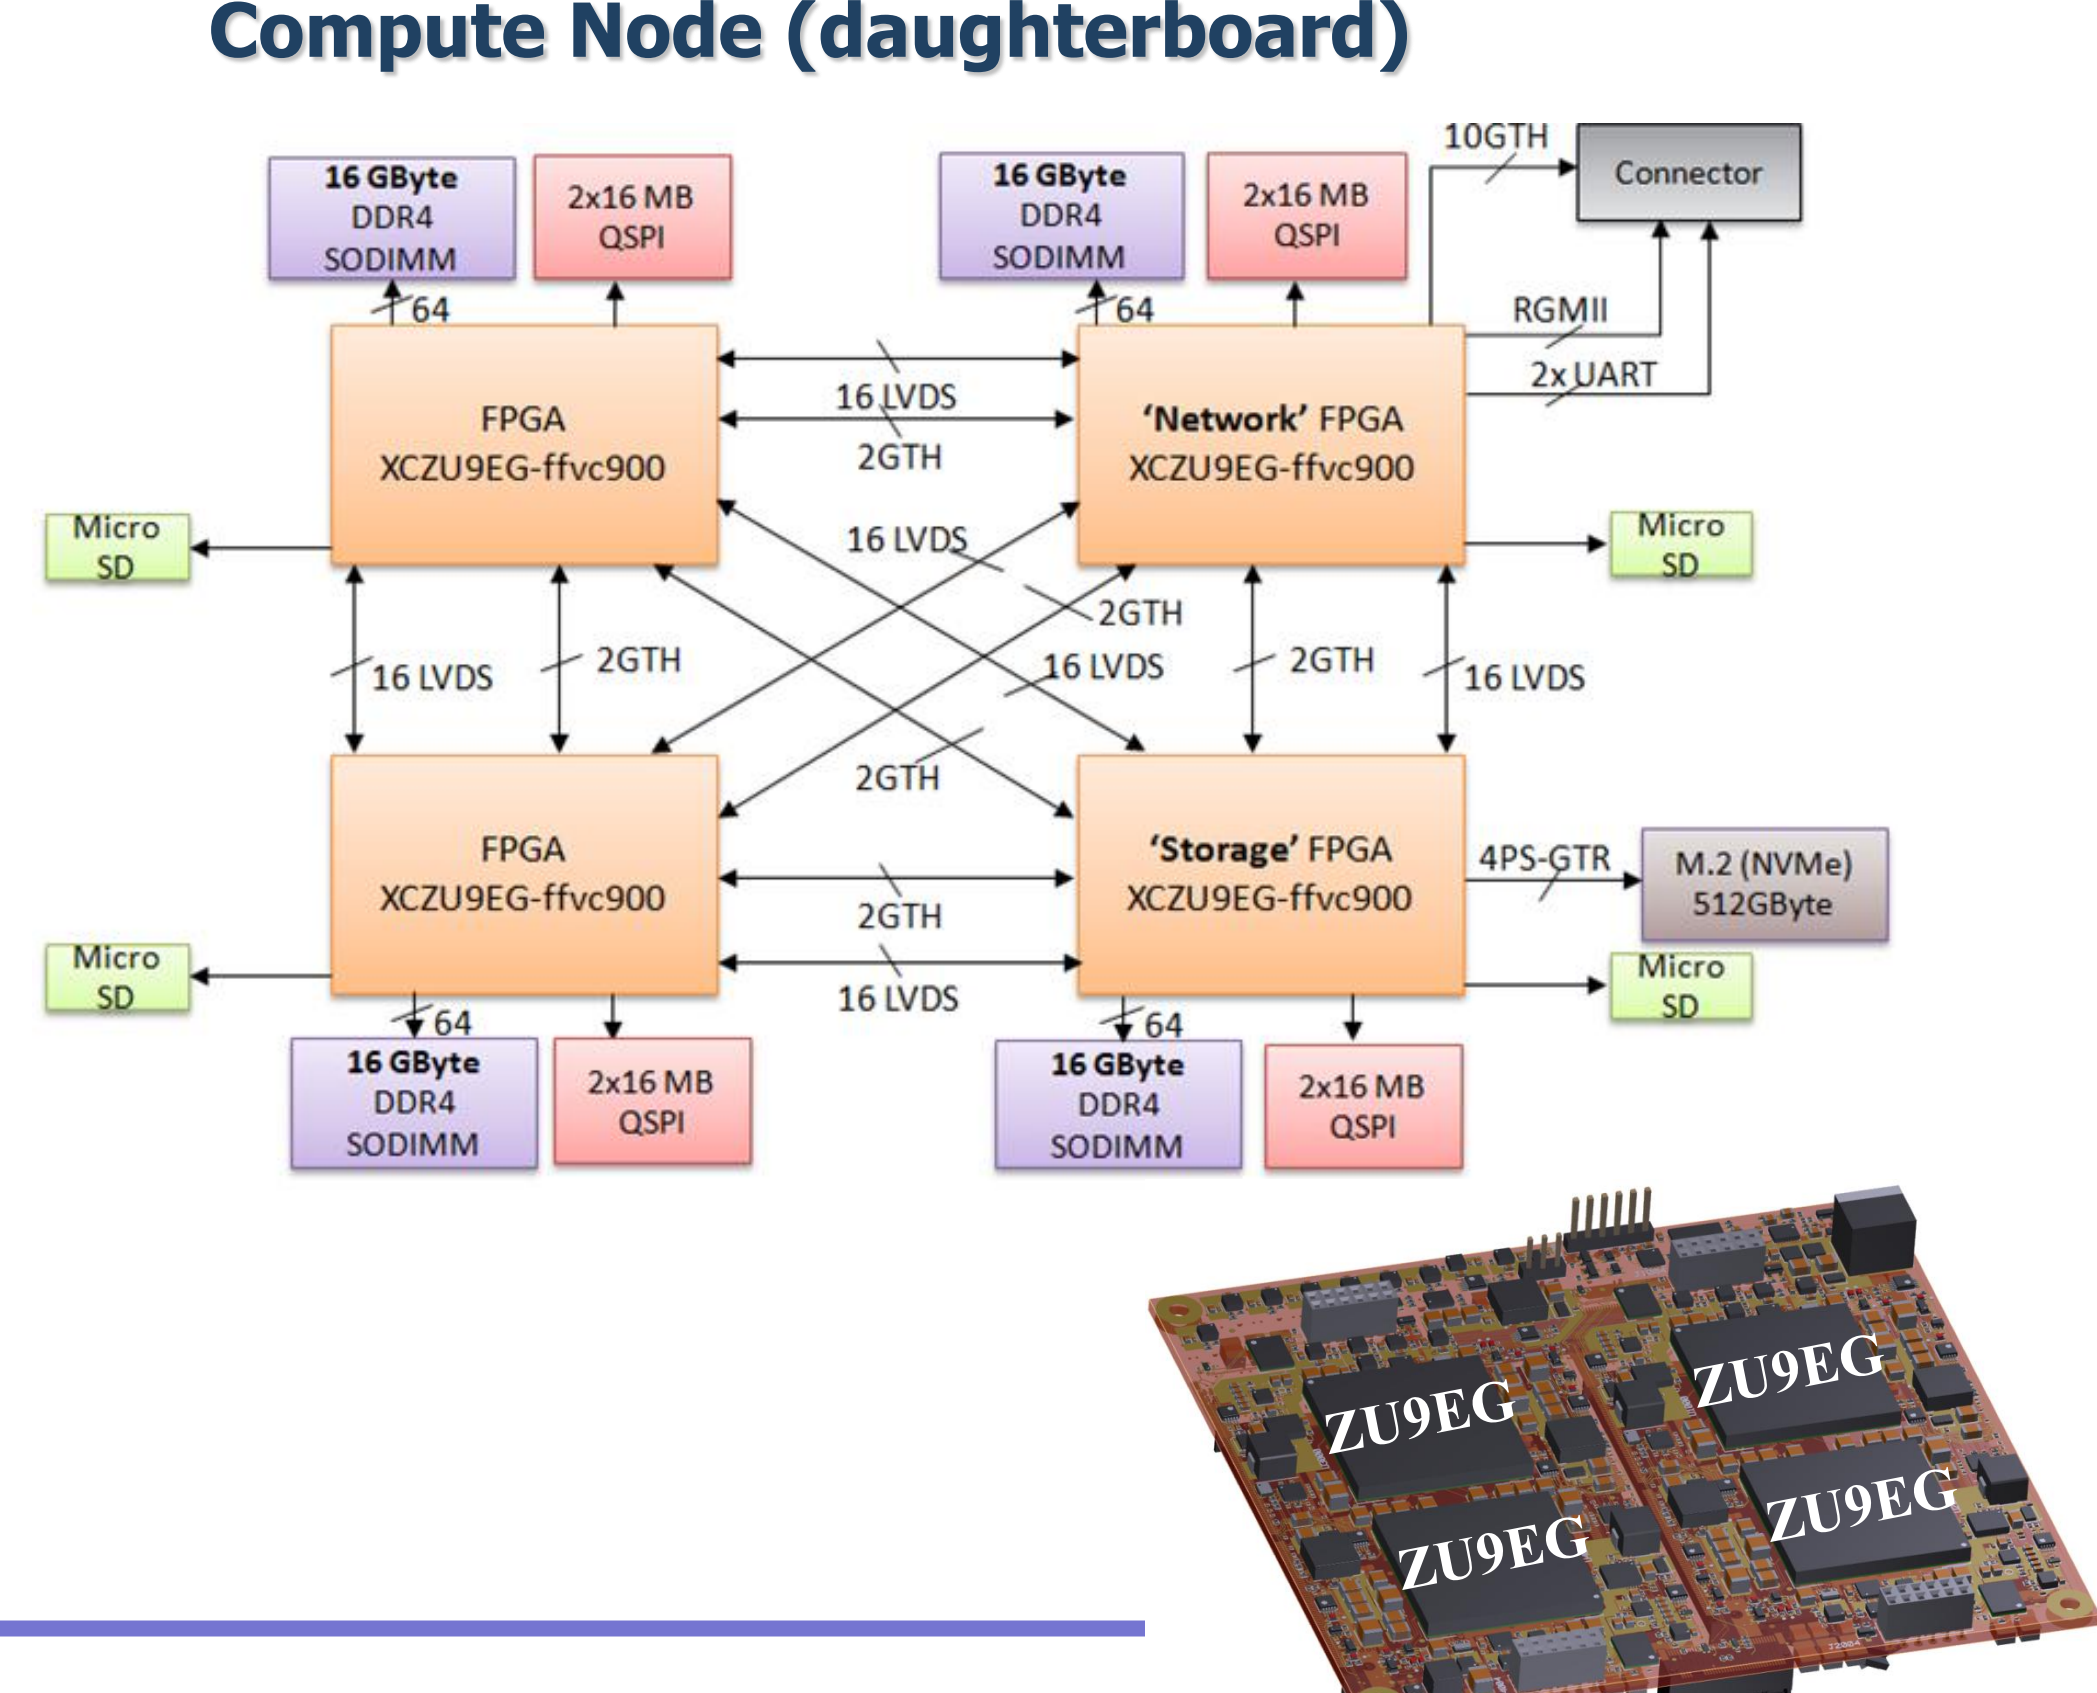 Compute Node (daughterboard)
10GTH
Connector
16 GByte
DDR4
SODIMM
2x16 MB
QSPI
16 GByte
DDR4
SODIMM
2x16 MB
QSPI
64
64
RGMII
2x UART
16 LVDS
2GTH
FPGA
XCZU9EG-ffvc900
‘Network’ FPGA
XCZU9EG-ffvc900
Micro
SD
16 LVDS
Micro
SD
2GTH
16 LVDS
2GTH
16 LVDS
2GTH
16 LVDS
2GTH
FPGA
XCZU9EG-ffvc900
2GTH
16 LVDS
‘Storage’ FPGA
XCZU9EG-ffvc900
4PS-GTR
M.2 (NVMe)
512GByte
Micro
SD
Micro
SD
64
64
16 GByte
DDR4
SODIMM
2x16 MB
QSPI
16 GByte
DDR4
SODIMM
2x16 MB
QSPI
ZU9EG
ZU9EG
ZU9EG
ZU9EG